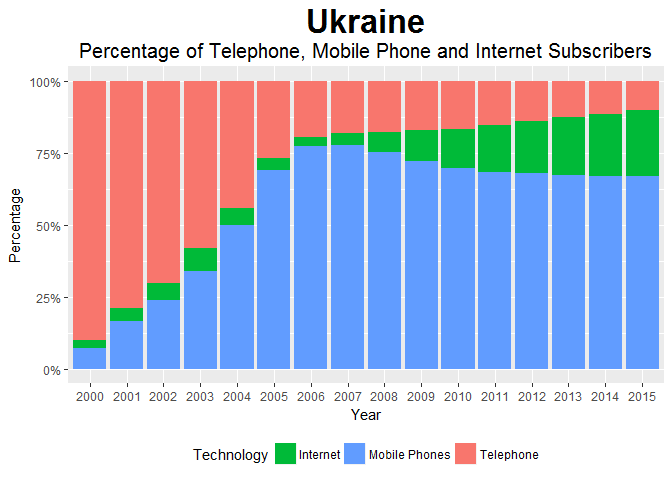 Ukraine
Percentage of Telephone, Mobile Phone and Internet Subscribers
Percentage
100%
75%
50%
25%
0%
2000 2001 2002 2003 2004 2005 2006 2007 2008 2009 2010 2011 2012 2013 2014 2015
Year
Technology Internet Mobile Phones Telephone